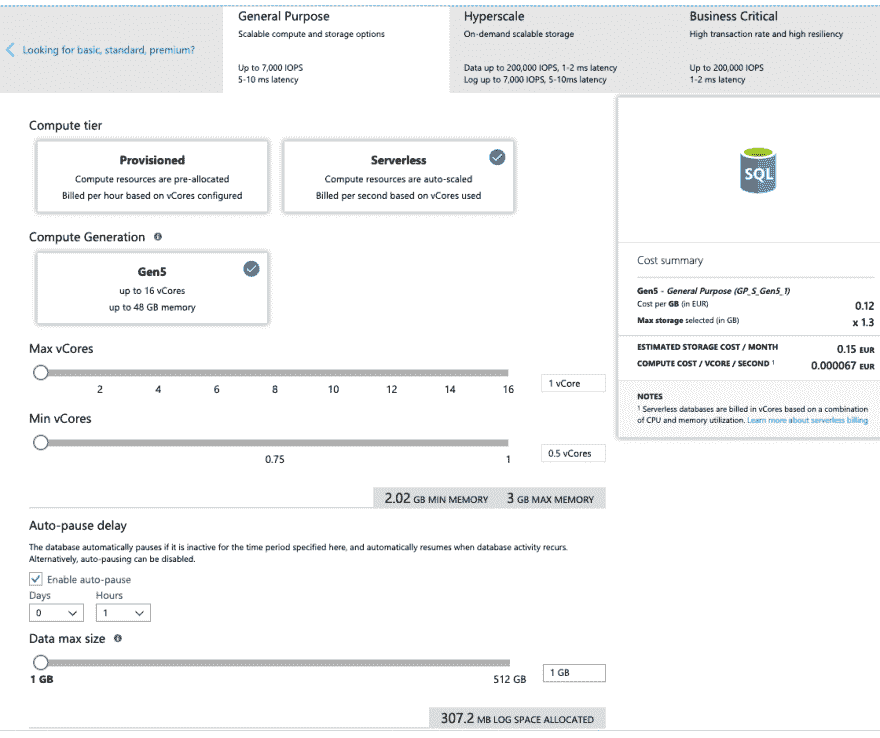 Looking for basic, standard, premium?
General Purpose
Scalable compute and storage options
Up to 7,000 IOPS
5-10 ms latency
Hyperscale
On-demand scalable storage
Data up to 200,000 IOPS, 1-2 ms latency
Log up to 7,000 IOPS, 5-10ms latency
Business Critical
High transaction rate and high resiliency
Up to 200,000 IOPS
1-2 ms latency
Compute tier
Provisioned
Compute resources are pre-allocated
Billed per hour based on vCores configured
Serverless
Compute resources are auto-scaled
Billed per second based on vCores used
Compute Generation
Gen5
up to 16 vCores
up to 48 GB memory
Max vCores
2 4 6 8 10 12 14 16
1 vCore
Min vCores
0.75 1
0.5 vCores
2.02 GB MIN MEMORY 3 GB MAX MEMORY
Auto-pause delay
The database automatically pauses if it is inactive for the time period specified here, and automatically resumes when database activity recurs.
Alternatively, auto-pausing can be disabled.
Enable auto-pause
Days Hours
0 1
Data max size
1 GB 512 GB
1 GB
307.2 MB LOG SPACE ALLOCATED
SQL
Cost summary
Gen5 - General Purpose (GP_S_Gen5_1)
Cost per GB (in EUR) 0.12
Max storage selected (in GB) x 1.3
ESTIMATED STORAGE COST / MONTH 0.15 EUR
COMPUTE COST / VCORE / SECOND 1 0.000067 EUR
NOTES
1 Serverless databases are billed in vCores based on a combination
of CPU and memory utilization. Learn more about serverless billing